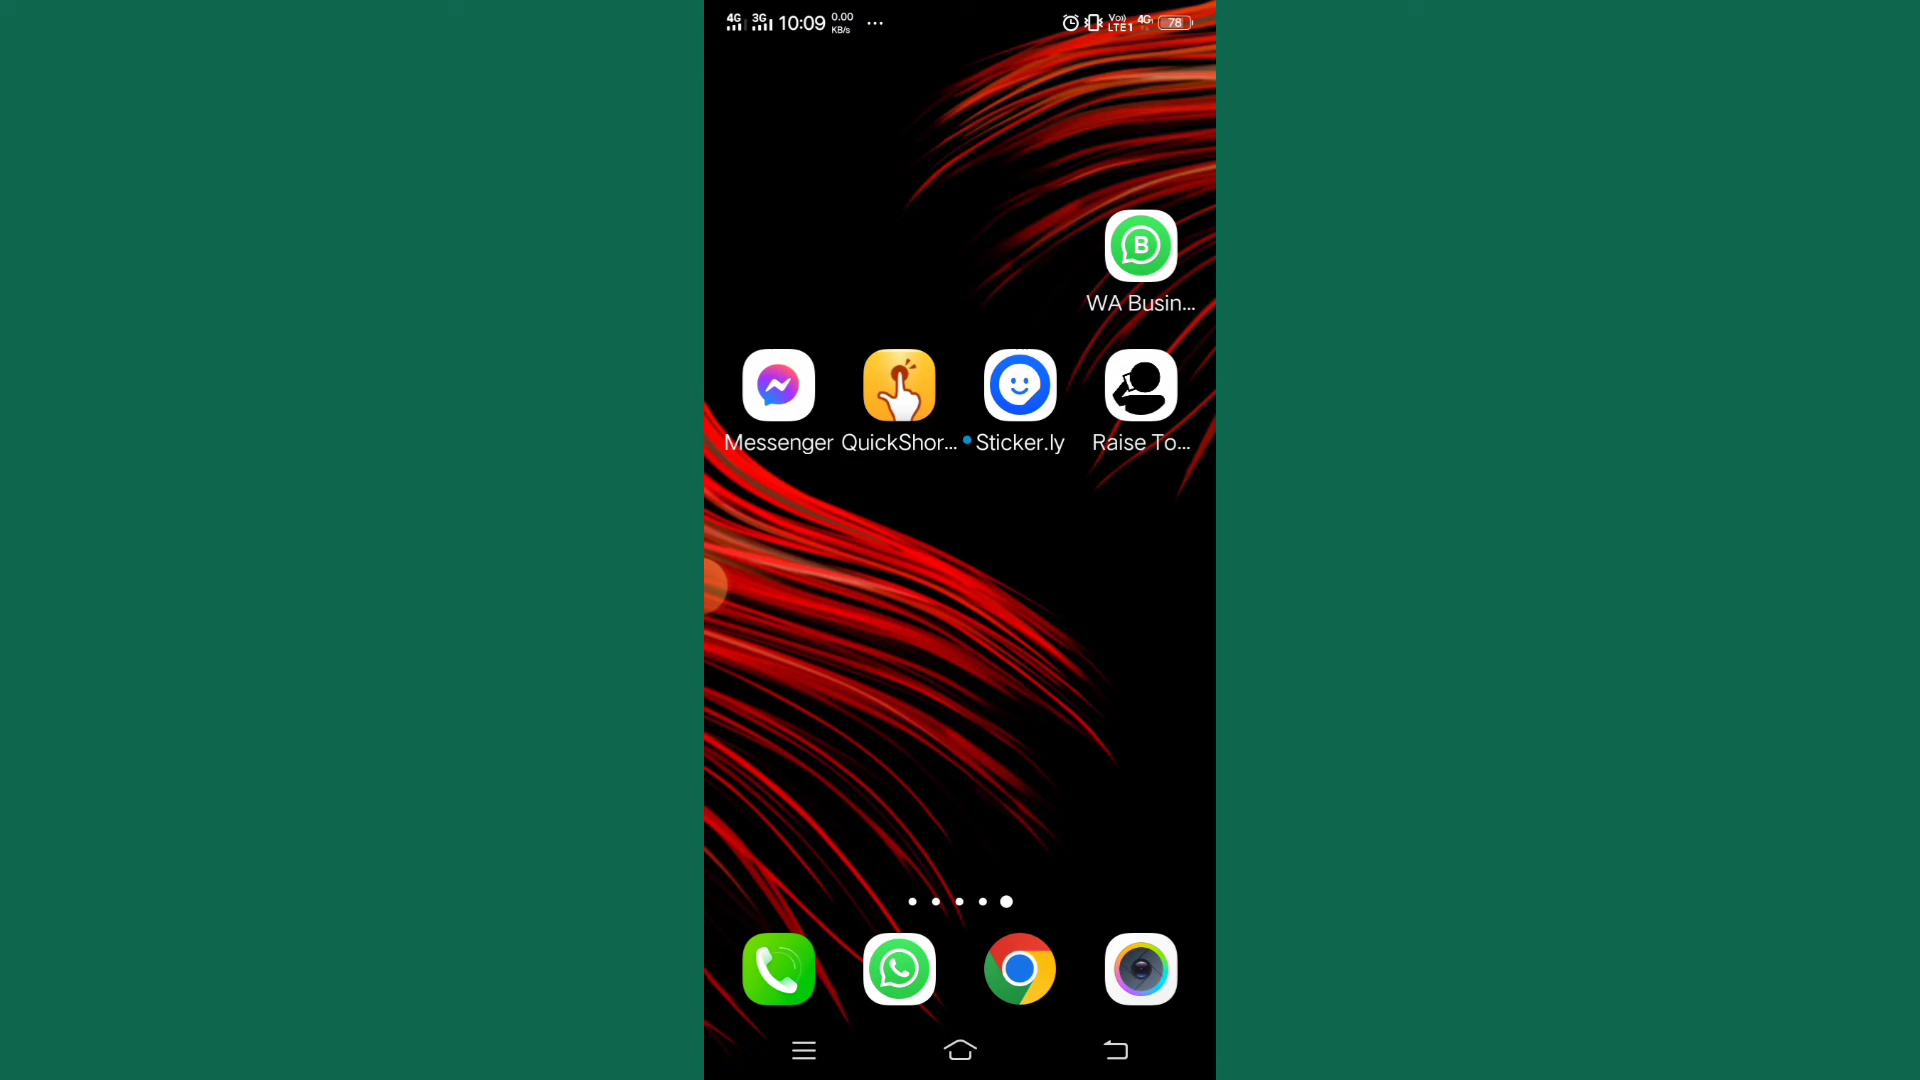 4G 3G 10:09 0.00 KB/s ... Vo) LTE1 4G 78
B
WA Busin...
Messenger QuickShor... Sticker.ly Raise To...